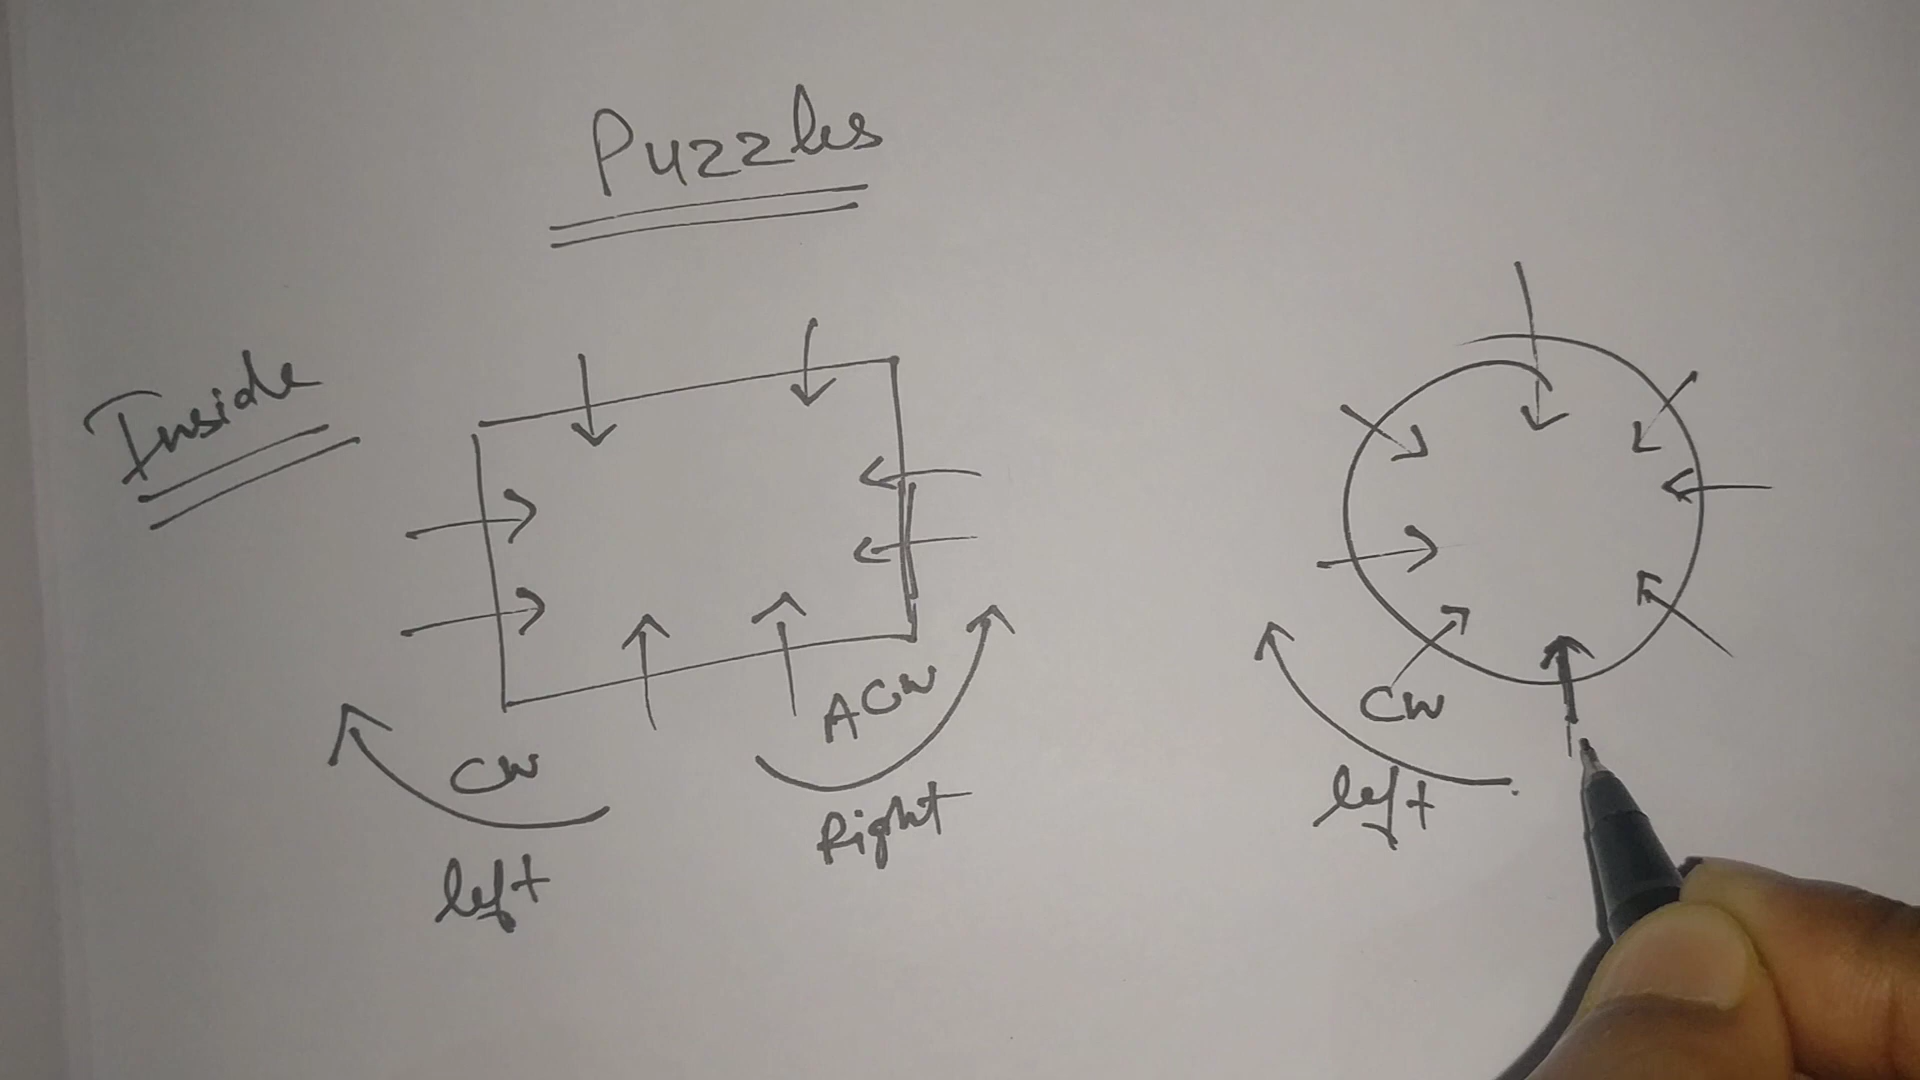 Puzzles
Inside
CW
left
ACW
Right
CW
left